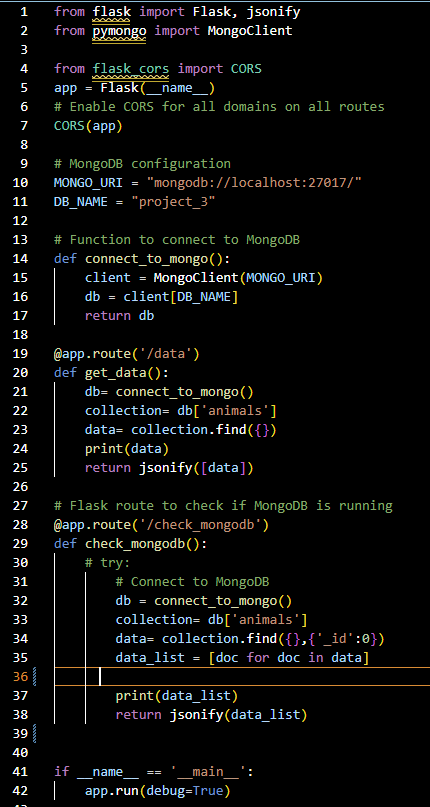 1 from flask import Flask, jsonify
2 from pymongo import MongoClient
3
4 from flask_cors import CORS
5 app = Flask(__name__)
6 # Enable CORS for all domains on all routes
7 CORS(app)
8
9 # MongoDB configuration
10 MONGO_URI = "mongodb://localhost:27017/"
11 DB_NAME = "project_3"
12
13 # Function to connect to MongoDB
14 def connect_to_mongo():
15     client = MongoClient(MONGO_URI)
16     db = client[DB_NAME]
17     return db
18
19 @app.route('/data')
20 def get_data():
21     db= connect_to_mongo()
22     collection= db['animals']
23     data= collection.find({})
24     print(data)
25     return jsonify([data])
26
27 # Flask route to check if MongoDB is running
28 @app.route('/check_mongodb')
29 def check_mongodb():
30     # try:
31         # Connect to MongoDB
32         db = connect_to_mongo()
33         collection= db['animals']
34         data= collection.find({},{'_id':0})
35         data_list = [doc for doc in data]
36
37         print(data_list)
38         return jsonify(data_list)
39
40
41 if __name__ == '__main__':
42     app.run(debug=True)